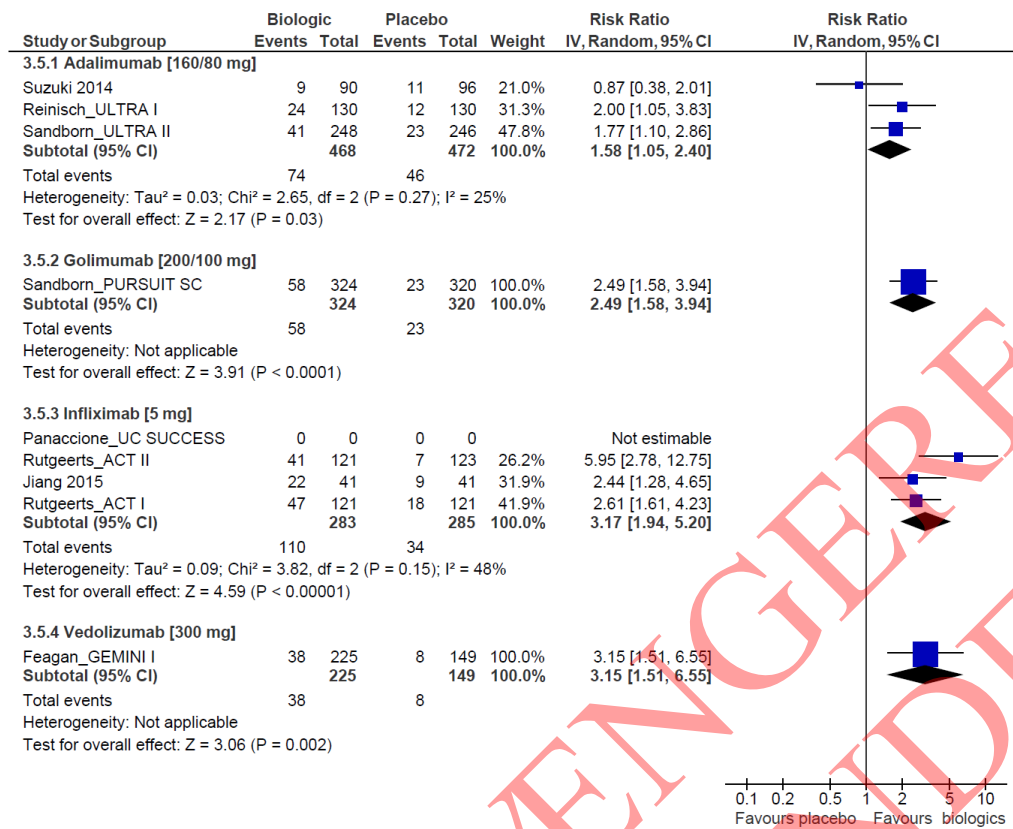 Biologic Placebo Risk Ratio Risk Ratio
Study or Subgroup Events Total Events Total Weight IV, Random, 95% CI IV, Random, 95% CI
3.5.1 Adalimumab [160/80 mg]
Suzuki 2014 9 90 11 96 21.0% 0.87 [0.38, 2.01]
Reinisch_ULTRA I 24 130 12 130 31.3% 2.00 [1.05, 3.83]
Sandborn_ULTRA II 41 248 23 246 47.8% 1.77 [1.10, 2.86]
Subtotal (95% CI) 468 472 100.0% 1.58 [1.05, 2.40]
Total events 74 46
Heterogeneity: Tau² = 0.03; Chi² = 2.65, df = 2 (P = 0.27); I² = 25%
Test for overall effect: Z = 2.17 (P = 0.03)
3.5.2 Golimumab [200/100 mg]
Sandborn_PURSUIT SC 58 324 23 320 100.0% 2.49 [1.58, 3.94]
Subtotal (95% CI) 324 320 100.0% 2.49 [1.58, 3.94]
Total events 58 23
Heterogeneity: Not applicable
Test for overall effect: Z = 3.91 (P < 0.0001)
3.5.3 Infliximab [5 mg]
Panaccione_UC SUCCESS 0 0 0 0 Not estimable
Rutgeerts_ACT II 41 121 7 123 26.2% 5.95 [2.78, 12.75]
Jiang 2015 22 41 9 41 31.9% 2.44 [1.28, 4.65]
Rutgeerts_ACT I 47 121 18 121 41.9% 2.61 [1.61, 4.23]
Subtotal (95% CI) 283 285 100.0% 3.17 [1.94, 5.20]
Total events 110 34
Heterogeneity: Tau² = 0.09; Chi² = 3.82, df = 2 (P = 0.15); I² = 48%
Test for overall effect: Z = 4.59 (P < 0.00001)
3.5.4 Vedolizumab [300 mg]
Feagan_GEMINI I 38 225 8 149 100.0% 3.15 [1.51, 6.55]
Subtotal (95% CI) 225 149 100.0% 3.15 [1.51, 6.55]
Total events 38 8
Heterogeneity: Not applicable
Test for overall effect: Z = 3.06 (P = 0.002)
0.1 0.2 0.5 1 2 5 10
Favours placebo Favours biologics